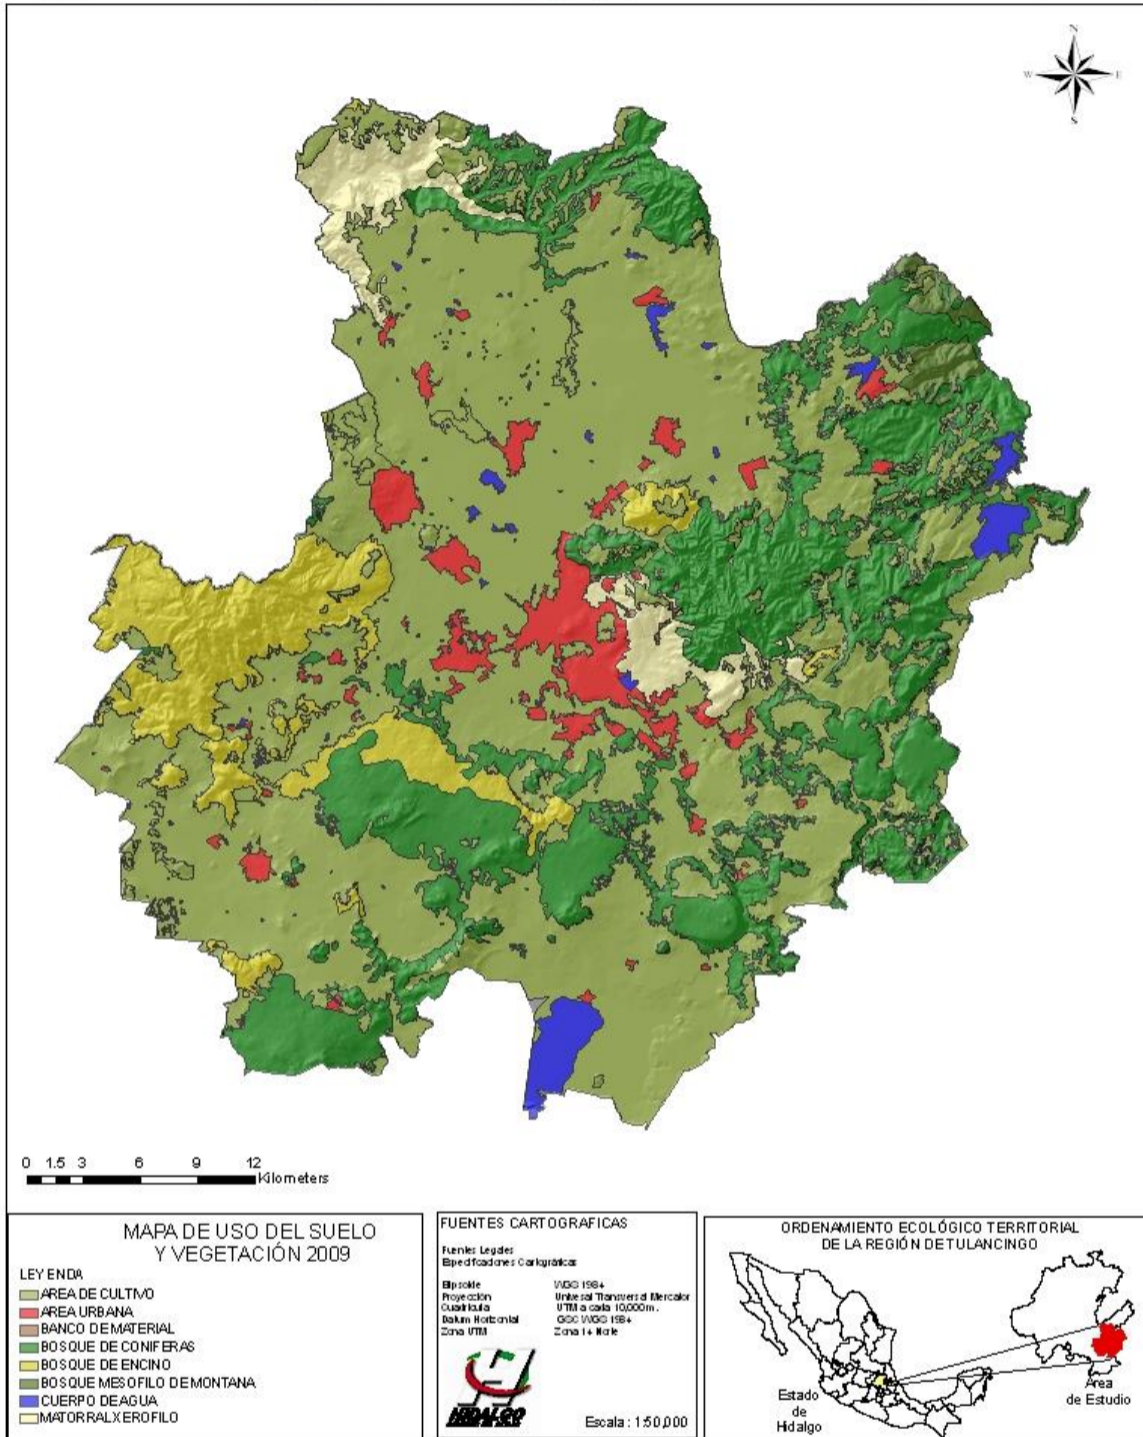 N
W E
S
0 1.5 3 6 9 12
Kilometers
MAPA DE USO DEL SUELO
Y VEGETACIÓN 2009
LEYENDA
AREA DE CULTIVO
AREA URBANA
BANCO DE MATERIAL
BOSQUE DE CONIFERAS
BOSQUE DE ENCINO
BOSQUE MESOFILO DE MONTANA
CUERPO DE AGUA
MATORRAL XEROFILO
FUENTES CARTOGRAFICAS
Fuentes Legales
Especificaciones Cartográficas
Elipsoide WGS 1984
Proyección Universal Transversal Mercator
Cuadrícula UTM a cada 10,000 m.
Datum Horizontal GSC WGS 1984
Zona UTM Zona 14 Norte
HIDALGO
Escala : 1:50,000
ORDENAMIENTO ECOLÓGICO TERRITORIAL
DE LA REGIÓN DE TULANCINGO
Estado
de
Hidalgo
Area
de Estudio